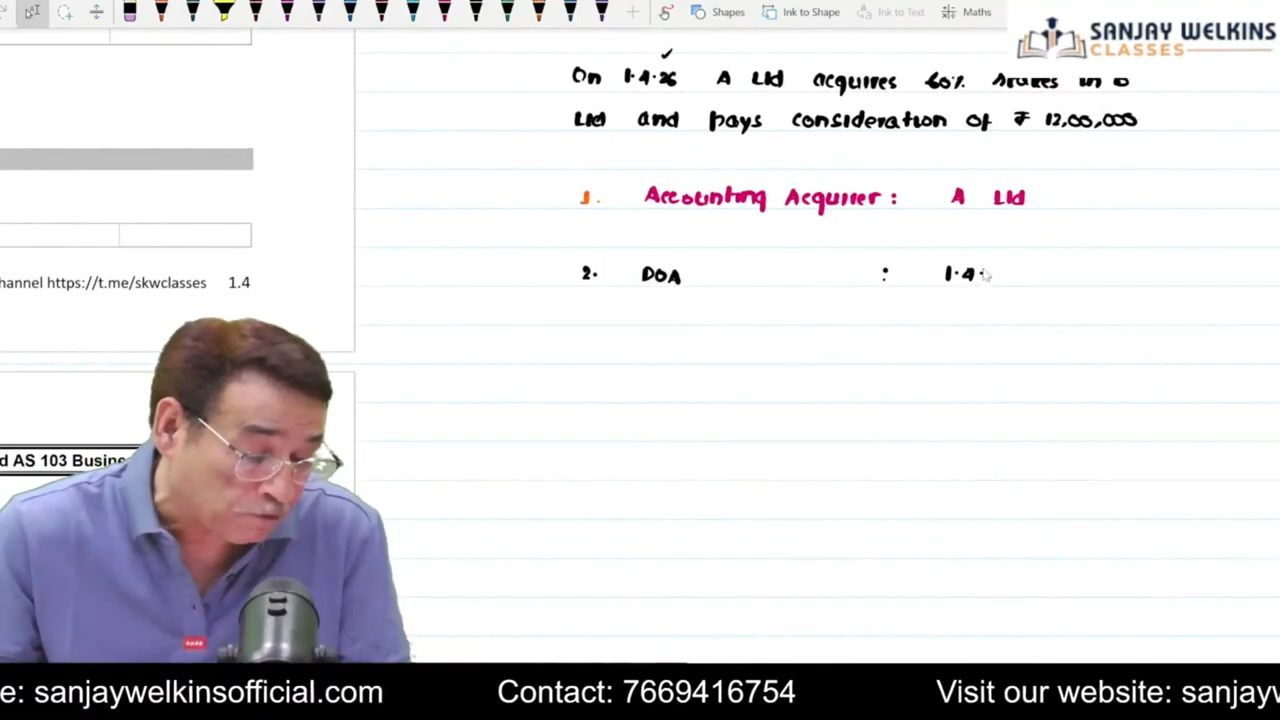 Shapes Ink to Shape Ink to Text Maths
SANJAY WELKINS
CLASSES
On 1.4.26 A Ltd acquires 60% in
Ltd and pays consideration of ₹ 12,00,000
1. Accounting Acquirer : A Ltd
2. DOA : 1.4.
hannel https://t.me/skwclasses 1.4
d AS 103 Busin
e: sanjaywelkinsofficial.com Contact: 7669416754 Visit our website: sanjayw